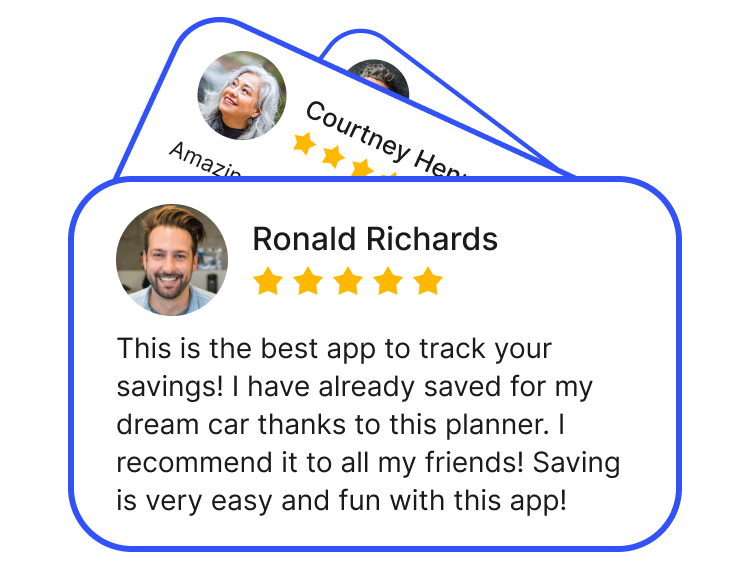 Courtney
Ronald Richards
This is the best app to track your
savings! I have already saved for my
dream car thanks to this planner. I
recommend it to all my friends! Saving
is very easy and fun with this app!